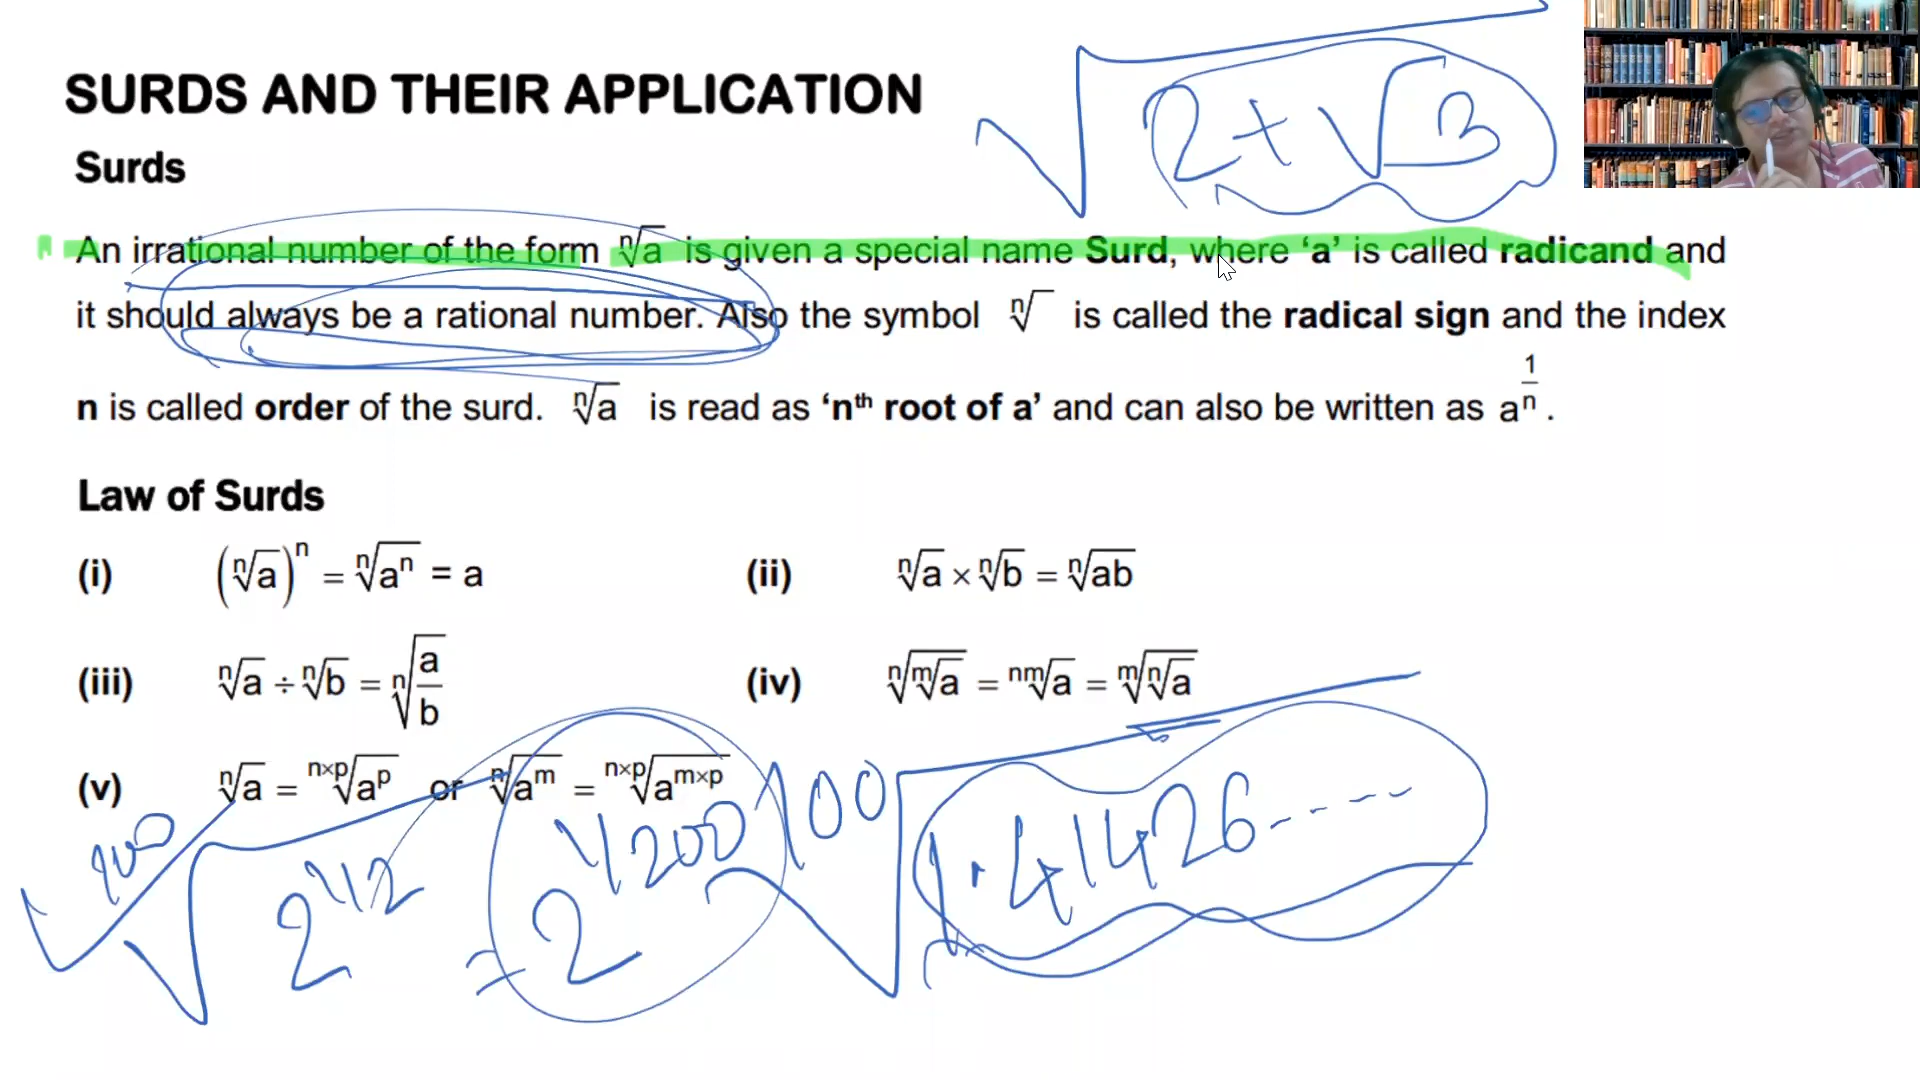 SURDS AND THEIR APPLICATION
√(2+√3)
Surds
An irrational number of the form ⁿ√a is given a special name Surd, where ‘a’ is called radicand and
it should always be a rational number. Also the symbol ⁿ√ is called the radical sign and the index
n is called order of the surd. ⁿ√a is read as ‘nᵗʰ root of a’ and can also be written as a^(1/n).
Law of Surds
(i) (ⁿ√a)ⁿ = ⁿ√(aⁿ) = a
(ii) ⁿ√a × ⁿ√b = ⁿ√(ab)
(iii) ⁿ√a ÷ ⁿ√b = ⁿ√(a/b)
(iv) ⁿ√(ᵐ√a) = ⁿᵐ√a = ᵐ√(ⁿ√a)
(v) ⁿ√a = ⁿˣᵖ√(aᵖ) or ⁿ√(aᵐ) = ⁿˣᵖ√(aᵐˣᵖ)
√(2^(1/2)) = 2^(1/200)
100√(1.41426----)